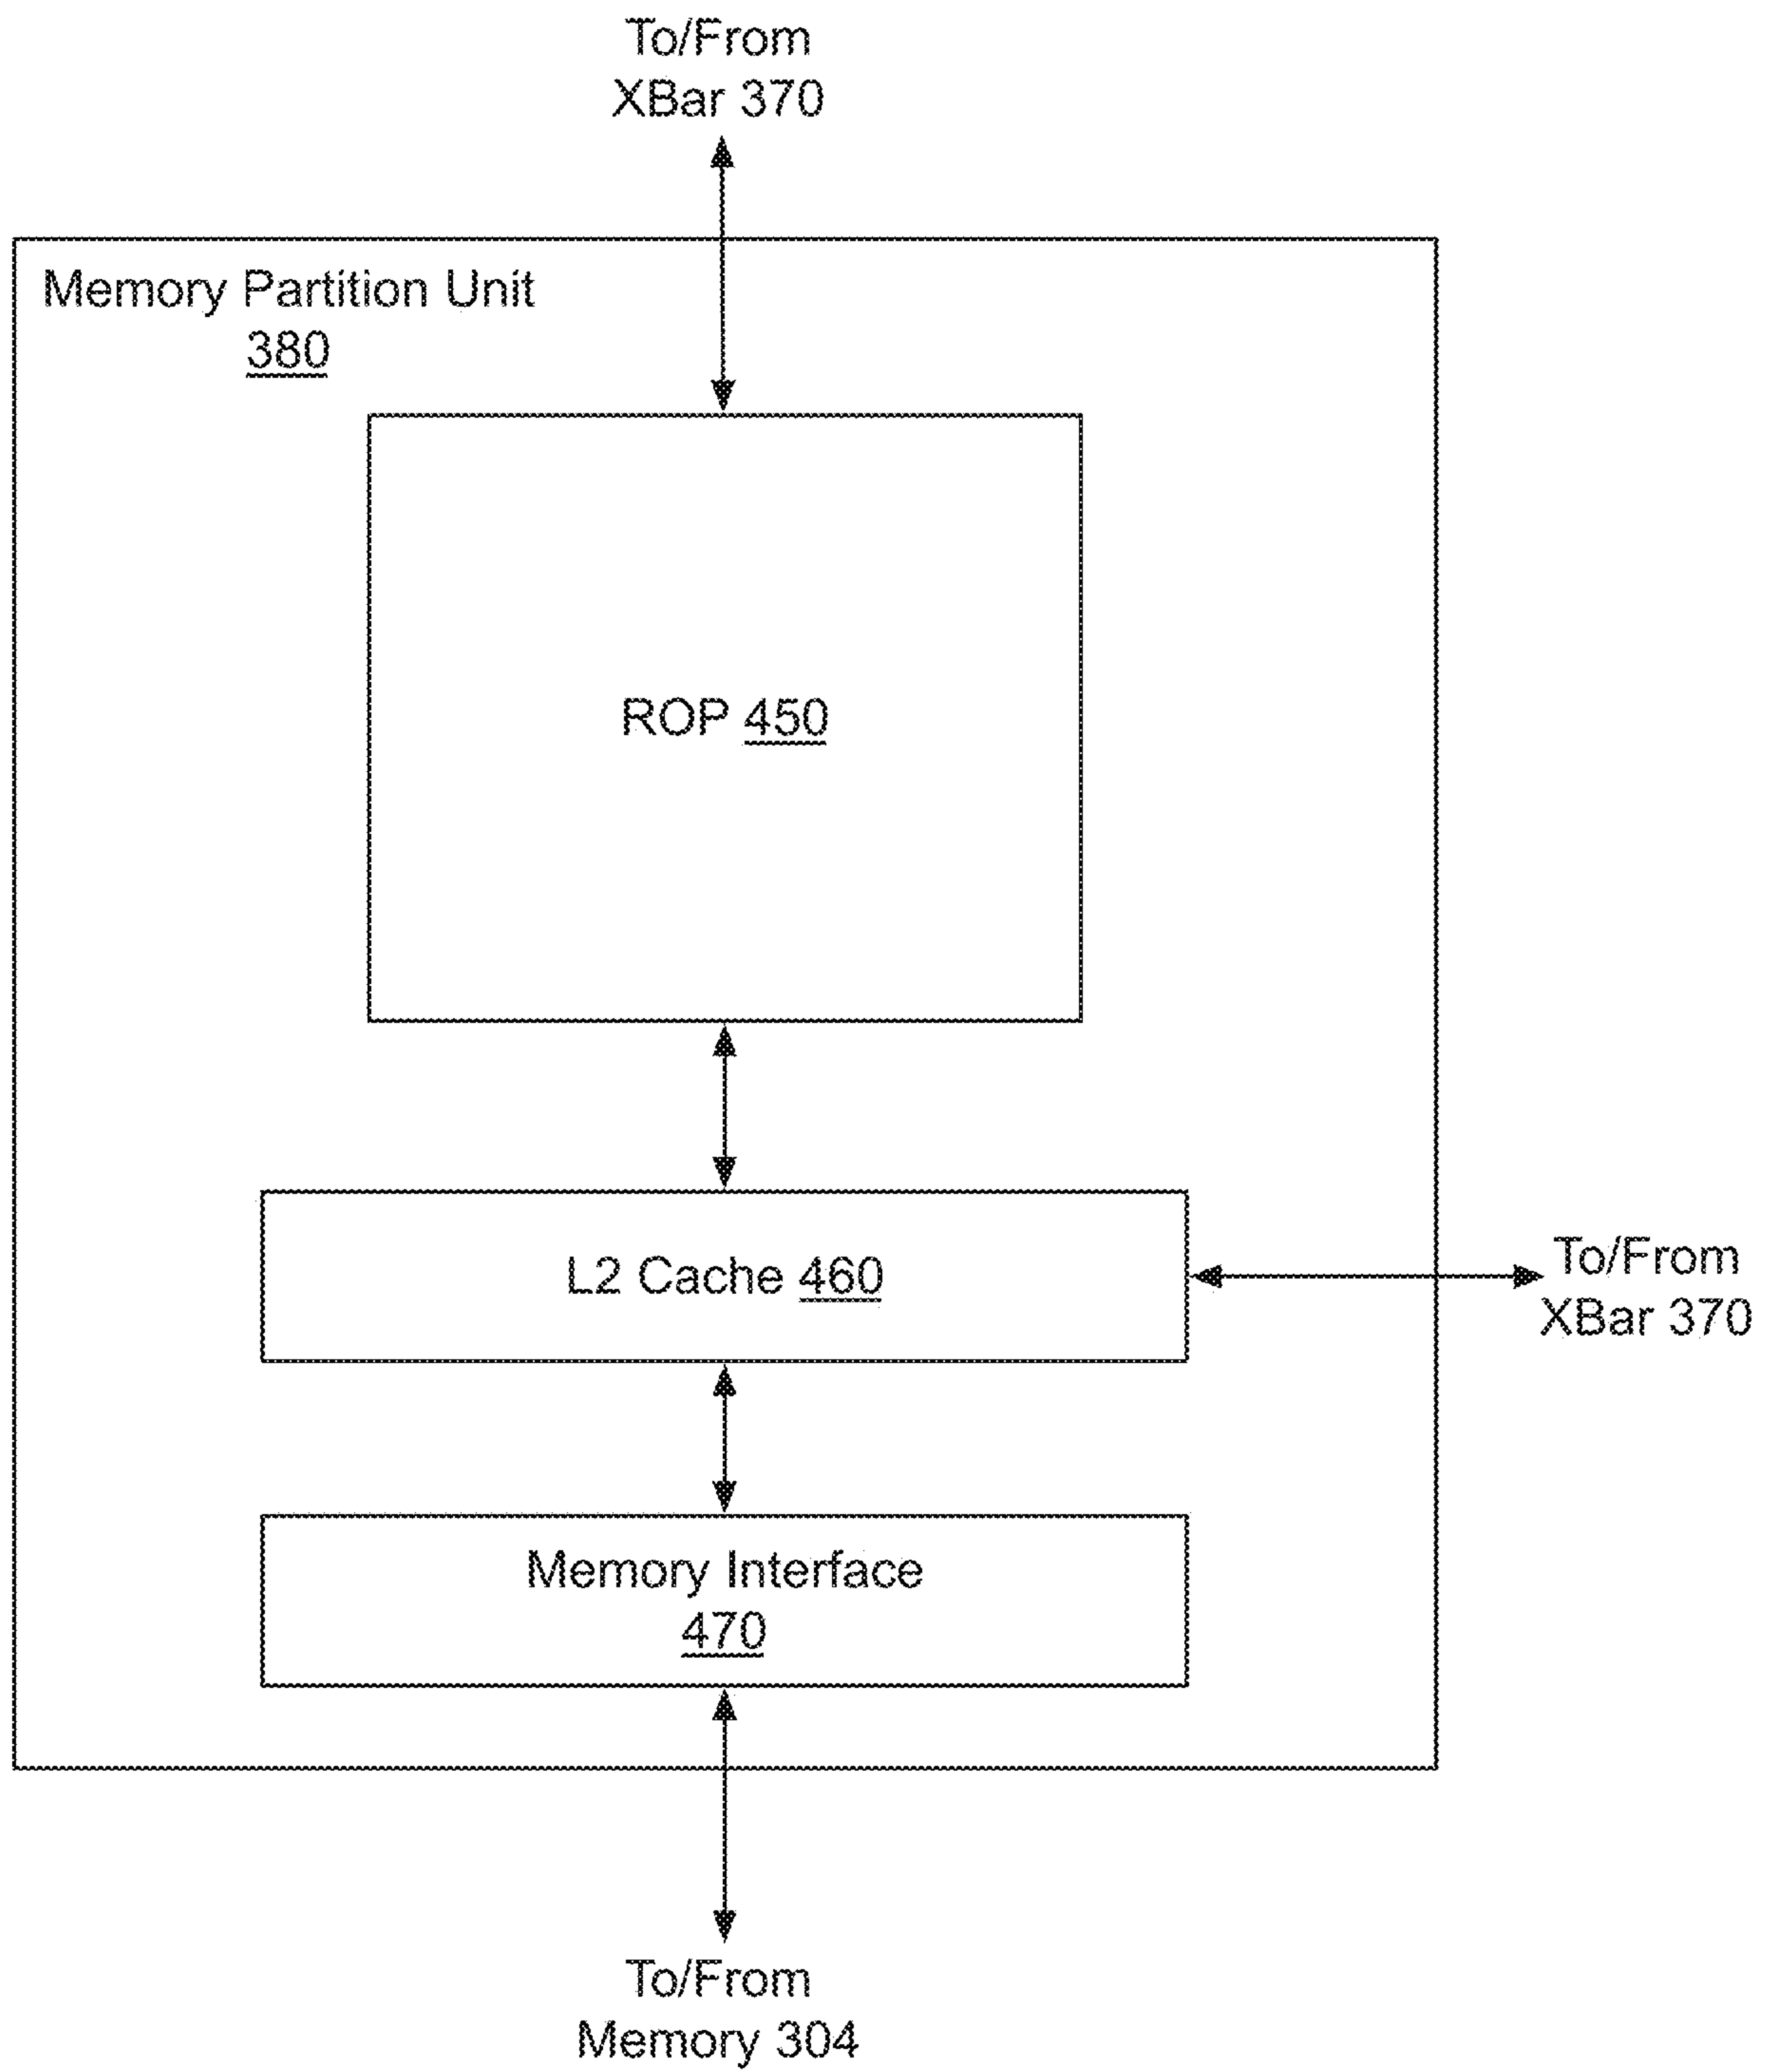 To/From
XBar 370
Memory Partition Unit
380
ROP 450
L2 Cache 460
To/From
XBar 370
Memory Interface
470
To/From
Memory 304